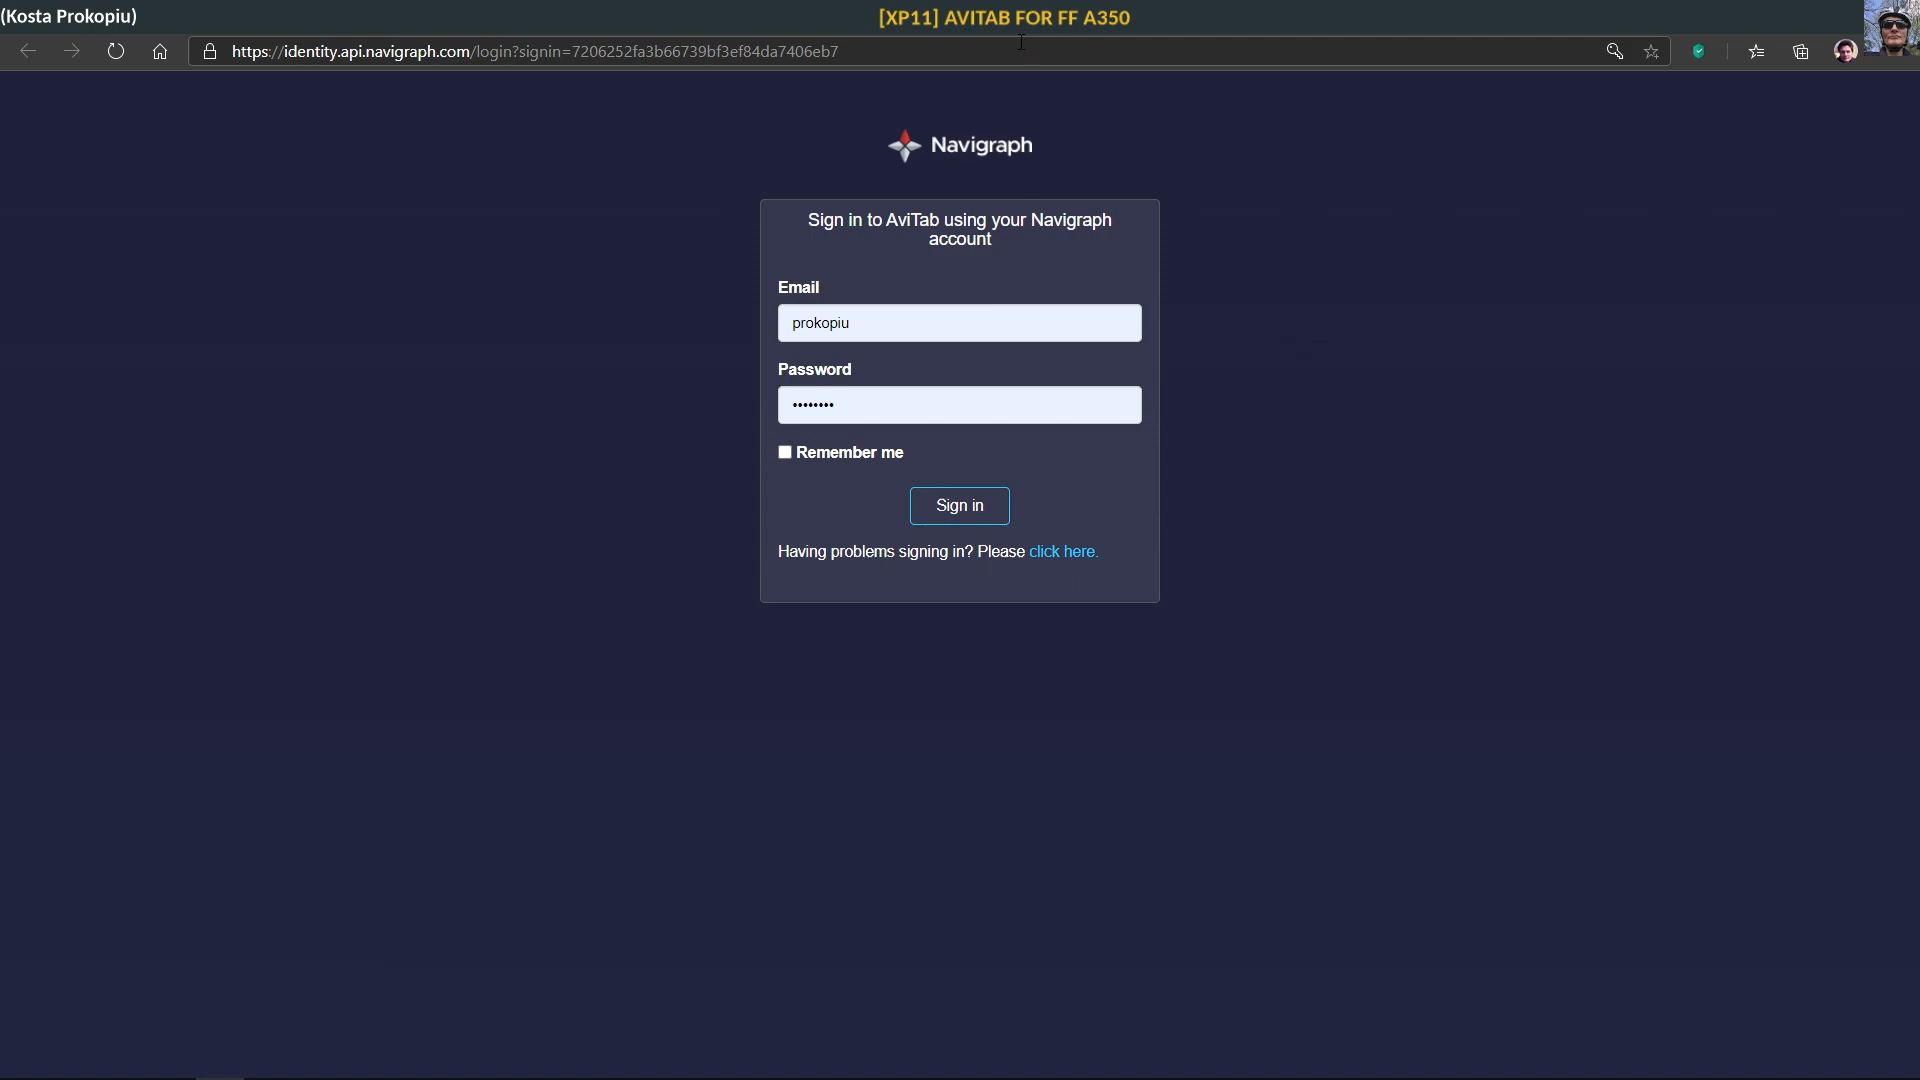 (Kosta Prokopiu)
[XP11] AVITAB FOR FF A350
https://identity.api.navigraph.com/login?signin=7206252fa3b66739bf3ef84da7406eb7
Navigraph
Sign in to AviTab using your Navigraph
account
Email
prokopiu
Password
••••••••
Remember me
Sign in
Having problems signing in? Please click here.